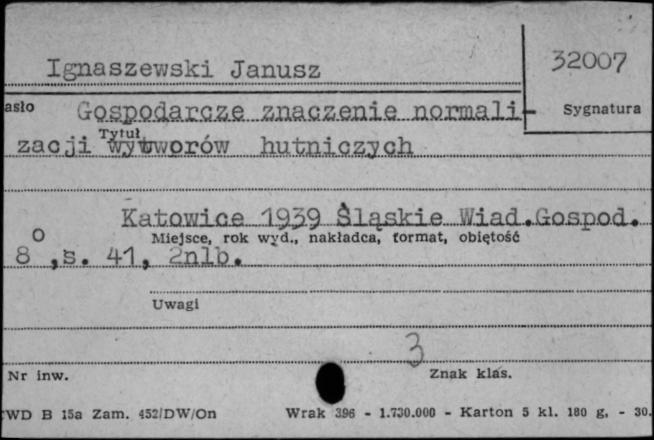 Ignaszewski Janusz
32007
asło
Gospodarcze znaczenie normali-
Sygnatura
Tytuł
zacji wytworów hutniczych
Katowice 1939 Śląskie Wiad.Gospod.
Miejsce, rok wyd., nakładca, format, objętość
8⁰,s. 41, 2nlb.
Uwagi
3
Nr inw.
Znak klas.
WD B 15a Zam. 452/DW/On Wrak 396 - 1.730.000 - Karton 5 kl. 180 g, - 30.